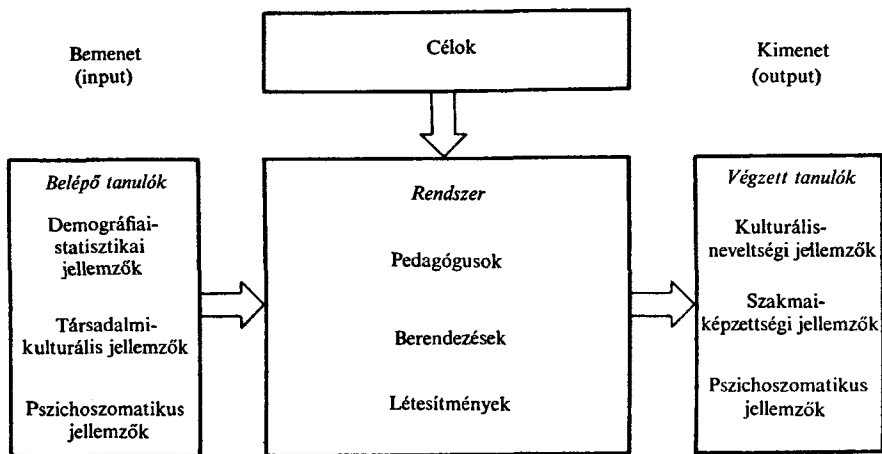 Bemenet
(input)
Célok
Kimenet
(output)
Belépő tanulók
Demográfiai-
statisztikai
jellemzők
Társadalmi-
kulturális jellemzők
Pszichoszomatikus
jellemzők
Rendszer
Pedagógusok
Berendezések
Létesítmények
Végzett tanulók
Kulturális-
neveltségi jellemzők
Szakmai-
képzettségi jellemzők
Pszichoszomatikus
jellemzők